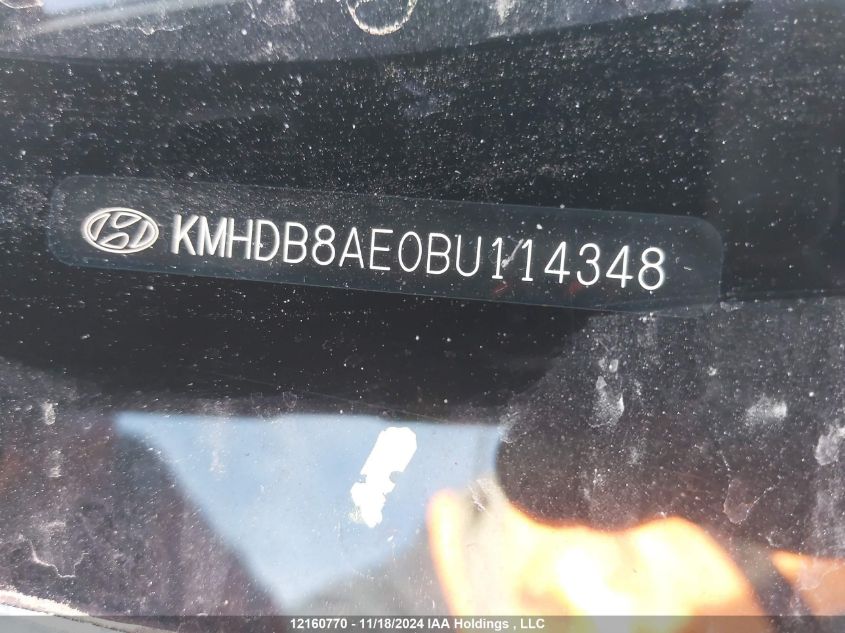 KMHDB8AE0BU114348
12160770 - 11/18/2024 IAA Holdings , LLC